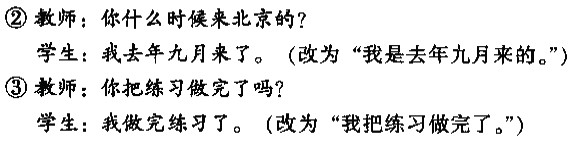 ② 教师：你什么时候来北京的？
学生：我去年九月来了。（改为“我是去年九月来的。”）
③ 教师：你把练习做完了吗？
学生：我做完练习了。（改为“我把练习做完了。”）